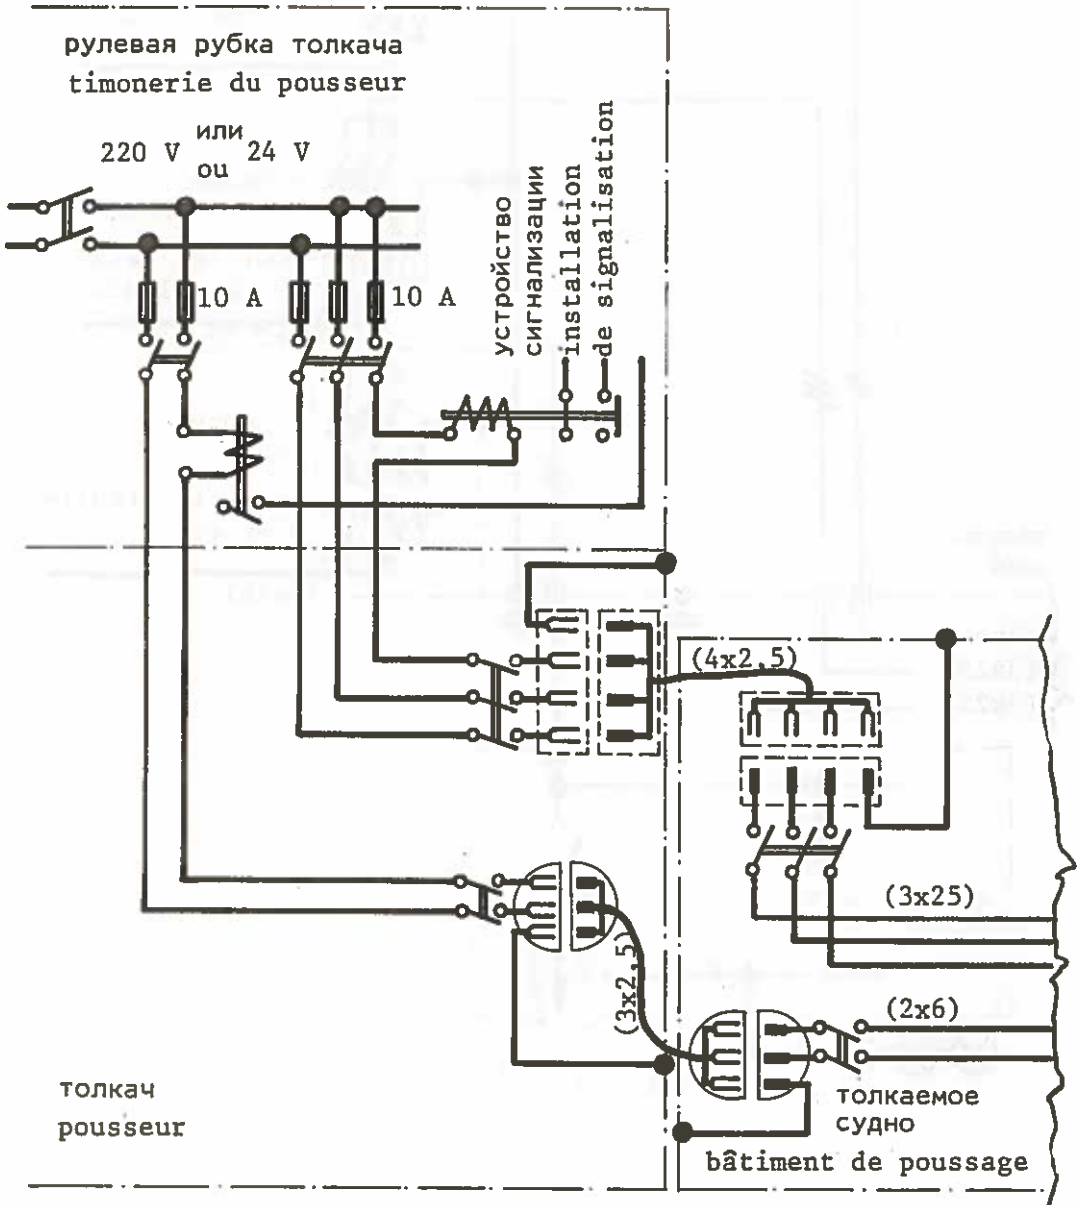 рулевая рубка толкача
timonerie du pousseur
или
220 V 24 V
ou
устройство
сигнализации
installation
de signalisation
10 A
10 A
(4x2,5)
(3x25)
(3x2,5)
(2x6)
толкач
pousseur
толкаемое
судно
bâtiment de poussage